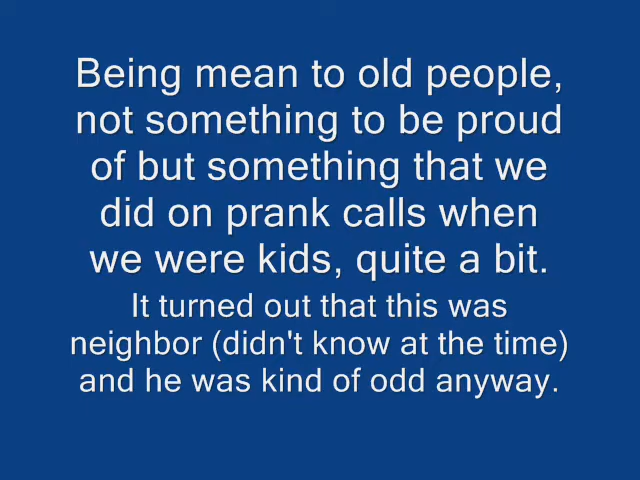 Being mean to old people,
not something to be proud
of but something that we
did on prank calls when
we were kids, quite a bit.
It turned out that this was
neighbor (didn't know at the time)
and he was kind of odd anyway.